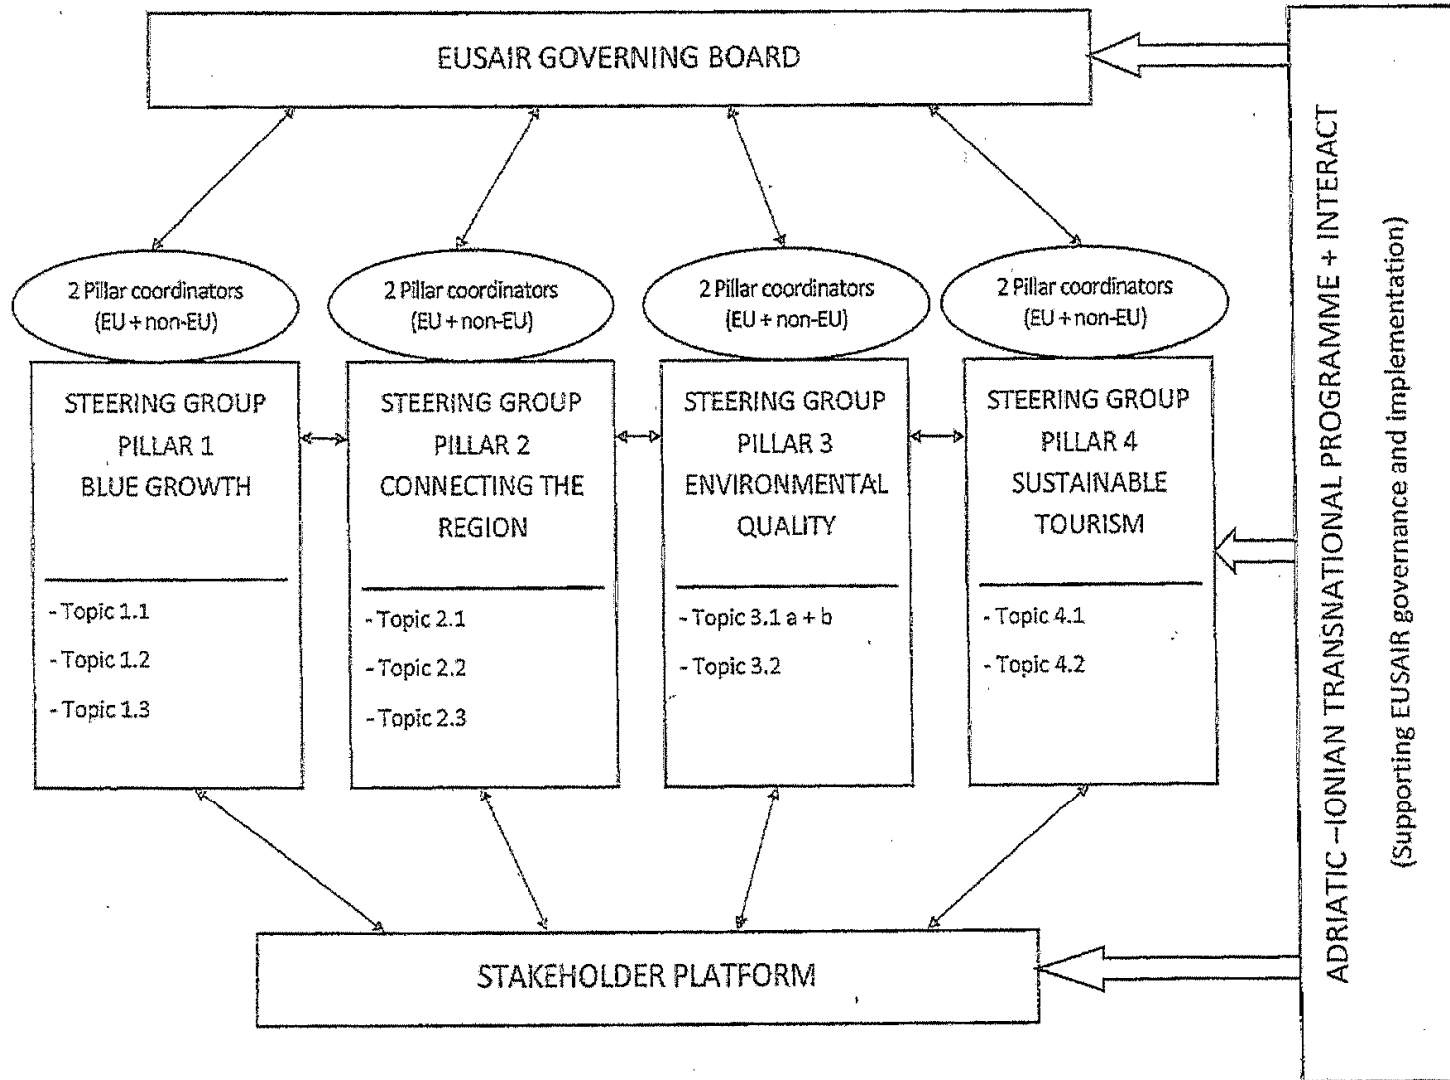 EUSAIR GOVERNING BOARD
2 Pillar coordinators
(EU + non-EU)
2 Pillar coordinators
(EU + non-EU)
2 Pillar coordinators
(EU + non-EU)
2 Pillar coordinators
(EU + non-EU)
STEERING GROUP
PILLAR 1
BLUE GROWTH
- Topic 1.1
- Topic 1.2
- Topic 1.3
STEERING GROUP
PILLAR 2
CONNECTING THE
REGION
- Topic 2.1
- Topic 2.2
- Topic 2.3
STEERING GROUP
PILLAR 3
ENVIRONMENTAL
QUALITY
- Topic 3.1 a + b
- Topic 3.2
STEERING GROUP
PILLAR 4
SUSTAINABLE
TOURISM
- Topic 4.1
- Topic 4.2
STAKEHOLDER PLATFORM
ADRIATIC –IONIAN TRANSNATIONAL PROGRAMME + INTERACT
(Supporting EUSAIR governance and implementation)